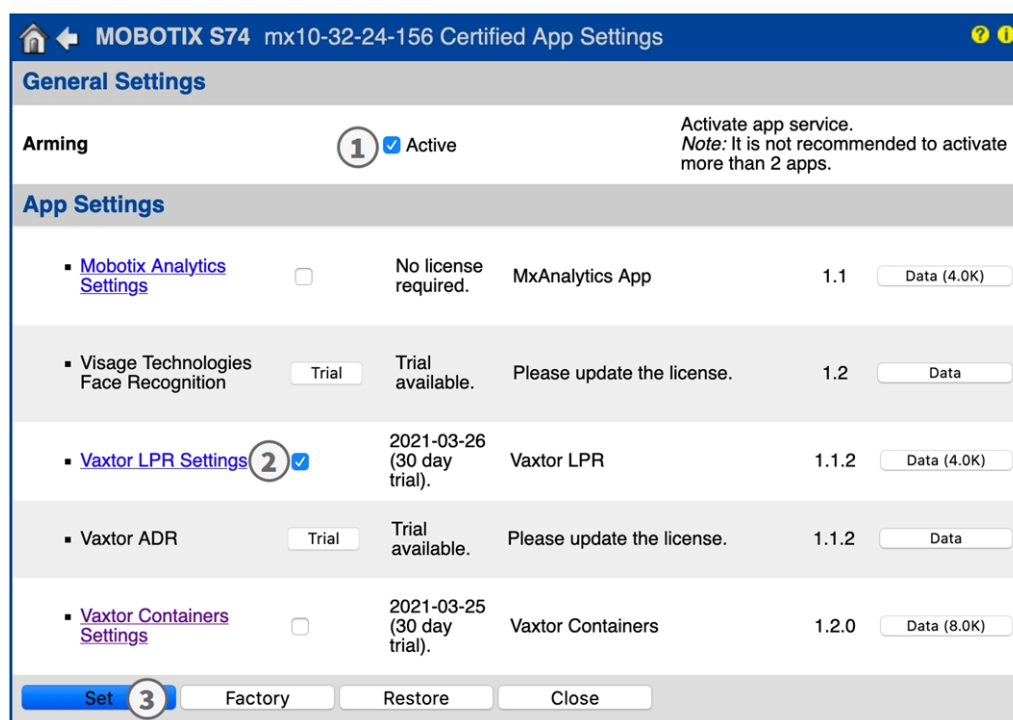 MOBOTIX S74 mx10-32-24-156 Certified App Settings ? i
General Settings
Arming
1
Active
Activate app service.
Note: It is not recommended to activate
more than 2 apps.
App Settings
Mobotix Analytics
Settings
No license
required.
MxAnalytics App
1.1
Data (4.0K)
Visage Technologies
Face Recognition
Trial
Trial
available.
Please update the license.
1.2
Data
Vaxtor LPR Settings
2
2021-03-26
(30 day
trial).
Vaxtor LPR
1.1.2
Data (4.0K)
Vaxtor ADR
Trial
Trial
available.
Please update the license.
1.1.2
Data
Vaxtor Containers
Settings
2021-03-25
(30 day
trial).
Vaxtor Containers
1.2.0
Data (8.0K)
Set 3 Factory Restore Close